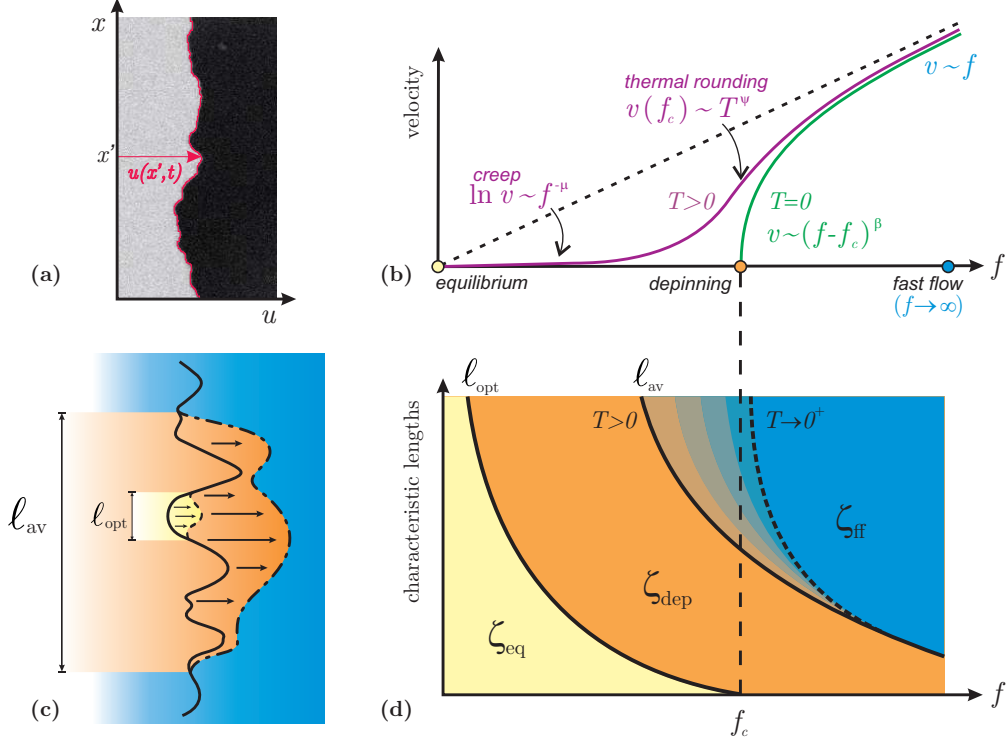 x
x'
u(x',t)
(a)
u
velocity
thermal rounding
v(f_c) ~ T^ψ
v ~ f
creep
ln v ~ f^-μ
T>0
T=0
v~(f-f_c)^β
(b)
equilibrium
depinning
fast flow
(f→∞)
f
ℓ_av
ℓ_opt
(c)
characteristic lengths
ℓ_opt
ℓ_av
T>0
T→0⁺
ζ_ff
ζ_dep
ζ_eq
(d)
f_c
f